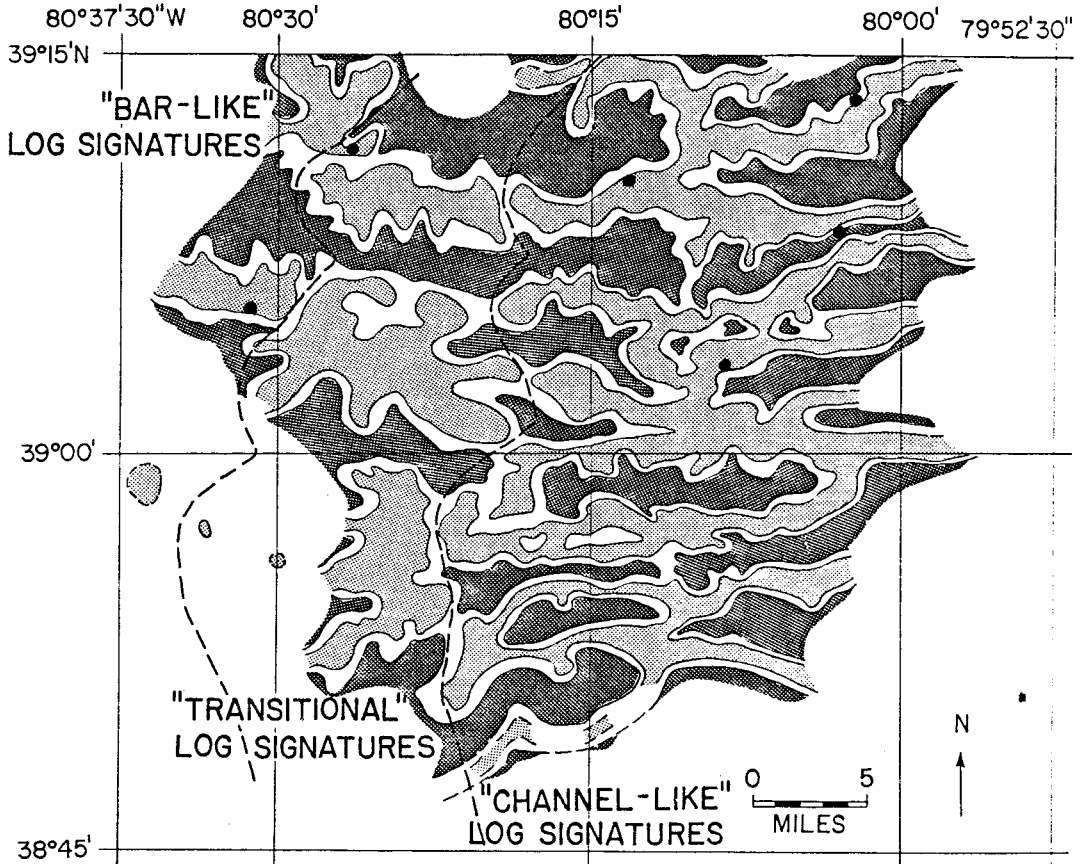 80°37'30"W 80°30' 80°15' 80°00' 79°52'30"
39°15'N
"BAR-LIKE"
LOG SIGNATURES
39°00'
"TRANSITIONAL"
LOG SIGNATURES
N
0 5
MILES
"CHANNEL-LIKE"
LOG SIGNATURES
38°45'